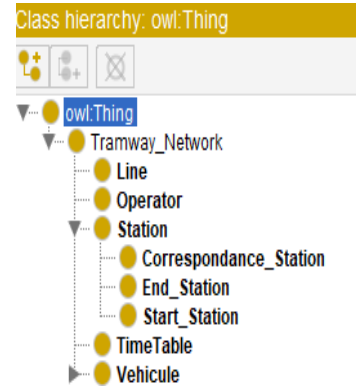 Class hierarchy: owl:Thing
owl:Thing
Tramway_Network
Line
Operator
Station
Correspondance_Station
End_Station
Start_Station
TimeTable
Vehicule